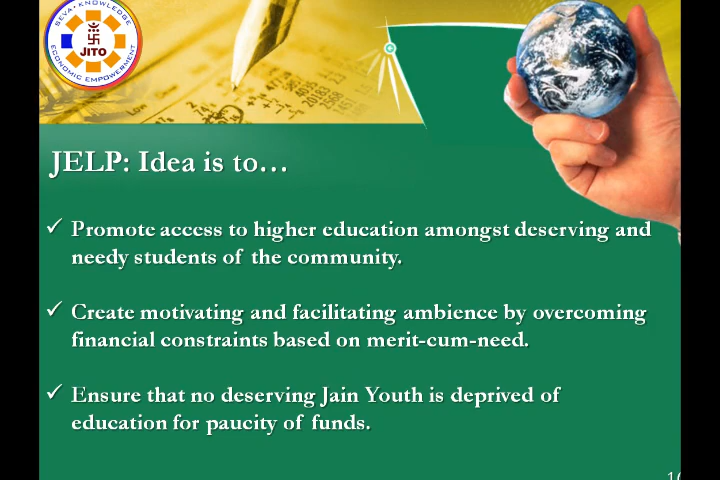 SEVA • KNOWLEDGE
ECONOMIC EMPOWERMENT
JITO
JELP: Idea is to…
✓ Promote access to higher education amongst deserving and
needy students of the community.
✓ Create motivating and facilitating ambience by overcoming
financial constraints based on merit-cum-need.
✓ Ensure that no deserving Jain Youth is deprived of
education for paucity of funds.